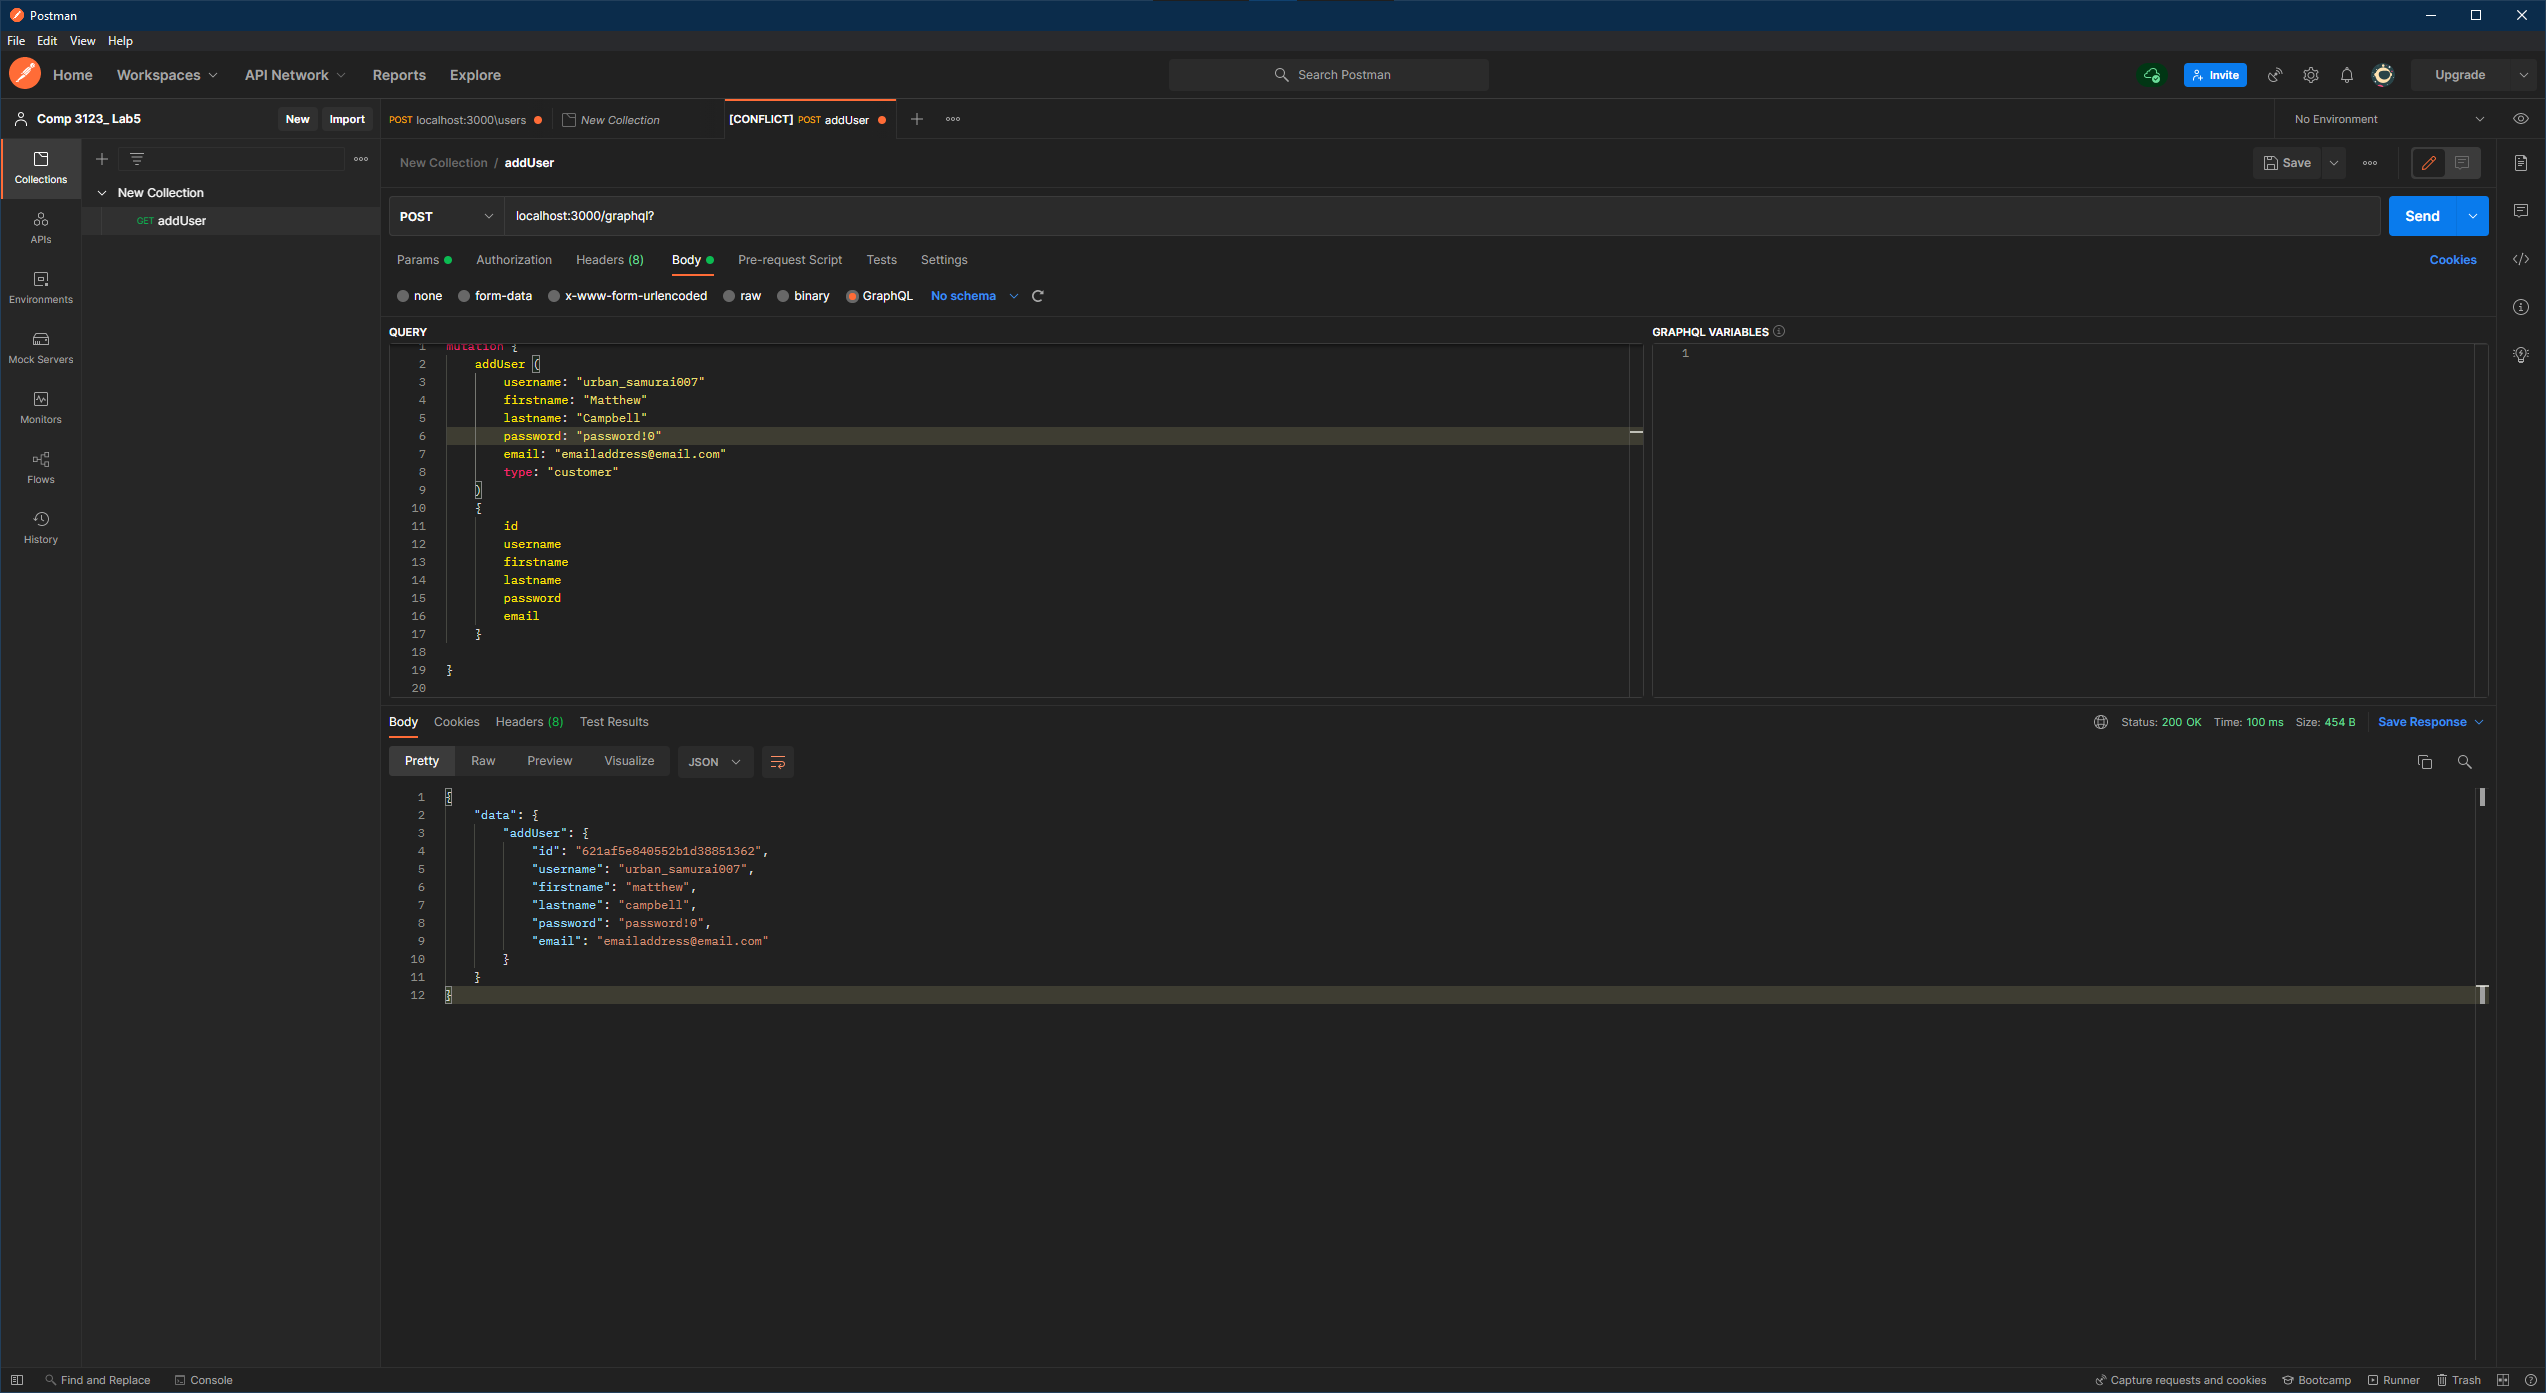 Postman
File Edit View Help
Home Workspaces API Network Reports Explore Search Postman Invite Upgrade
Comp 3123_ Lab5 New Import POST localhost:3000\users New Collection [CONFLICT] POST addUser No Environment
Collections
APIs
Environments
Mock Servers
Monitors
Flows
History
New Collection
GET addUser
New Collection / addUser Save
POST localhost:3000/graphql? Send
Params Authorization Headers (8) Body Pre-request Script Tests Settings Cookies
none form-data x-www-form-urlencoded raw binary GraphQL No schema
QUERY
1 mutation {
2 addUser (
3 username: "urban_samurai007"
4 firstname: "Matthew"
5 lastname: "Campbell"
6 password: "password!0"
7 email: "emailaddress@email.com"
8 type: "customer"
9 )
10 {
11 id
12 username
13 firstname
14 lastname
15 password
16 email
17 }
18
19 }
20
GRAPHQL VARIABLES
1
Body Cookies Headers (8) Test Results Status: 200 OK Time: 100 ms Size: 454 B Save Response
Pretty Raw Preview Visualize JSON
1 {
2 "data": {
3 "addUser": {
4 "id": "621af5e840552b1d38851362",
5 "username": "urban_samurai007",
6 "firstname": "matthew",
7 "lastname": "campbell",
8 "password": "password!0",
9 "email": "emailaddress@email.com"
10 }
11 }
12 }
Find and Replace Console Capture requests and cookies Bootcamp Runner Trash